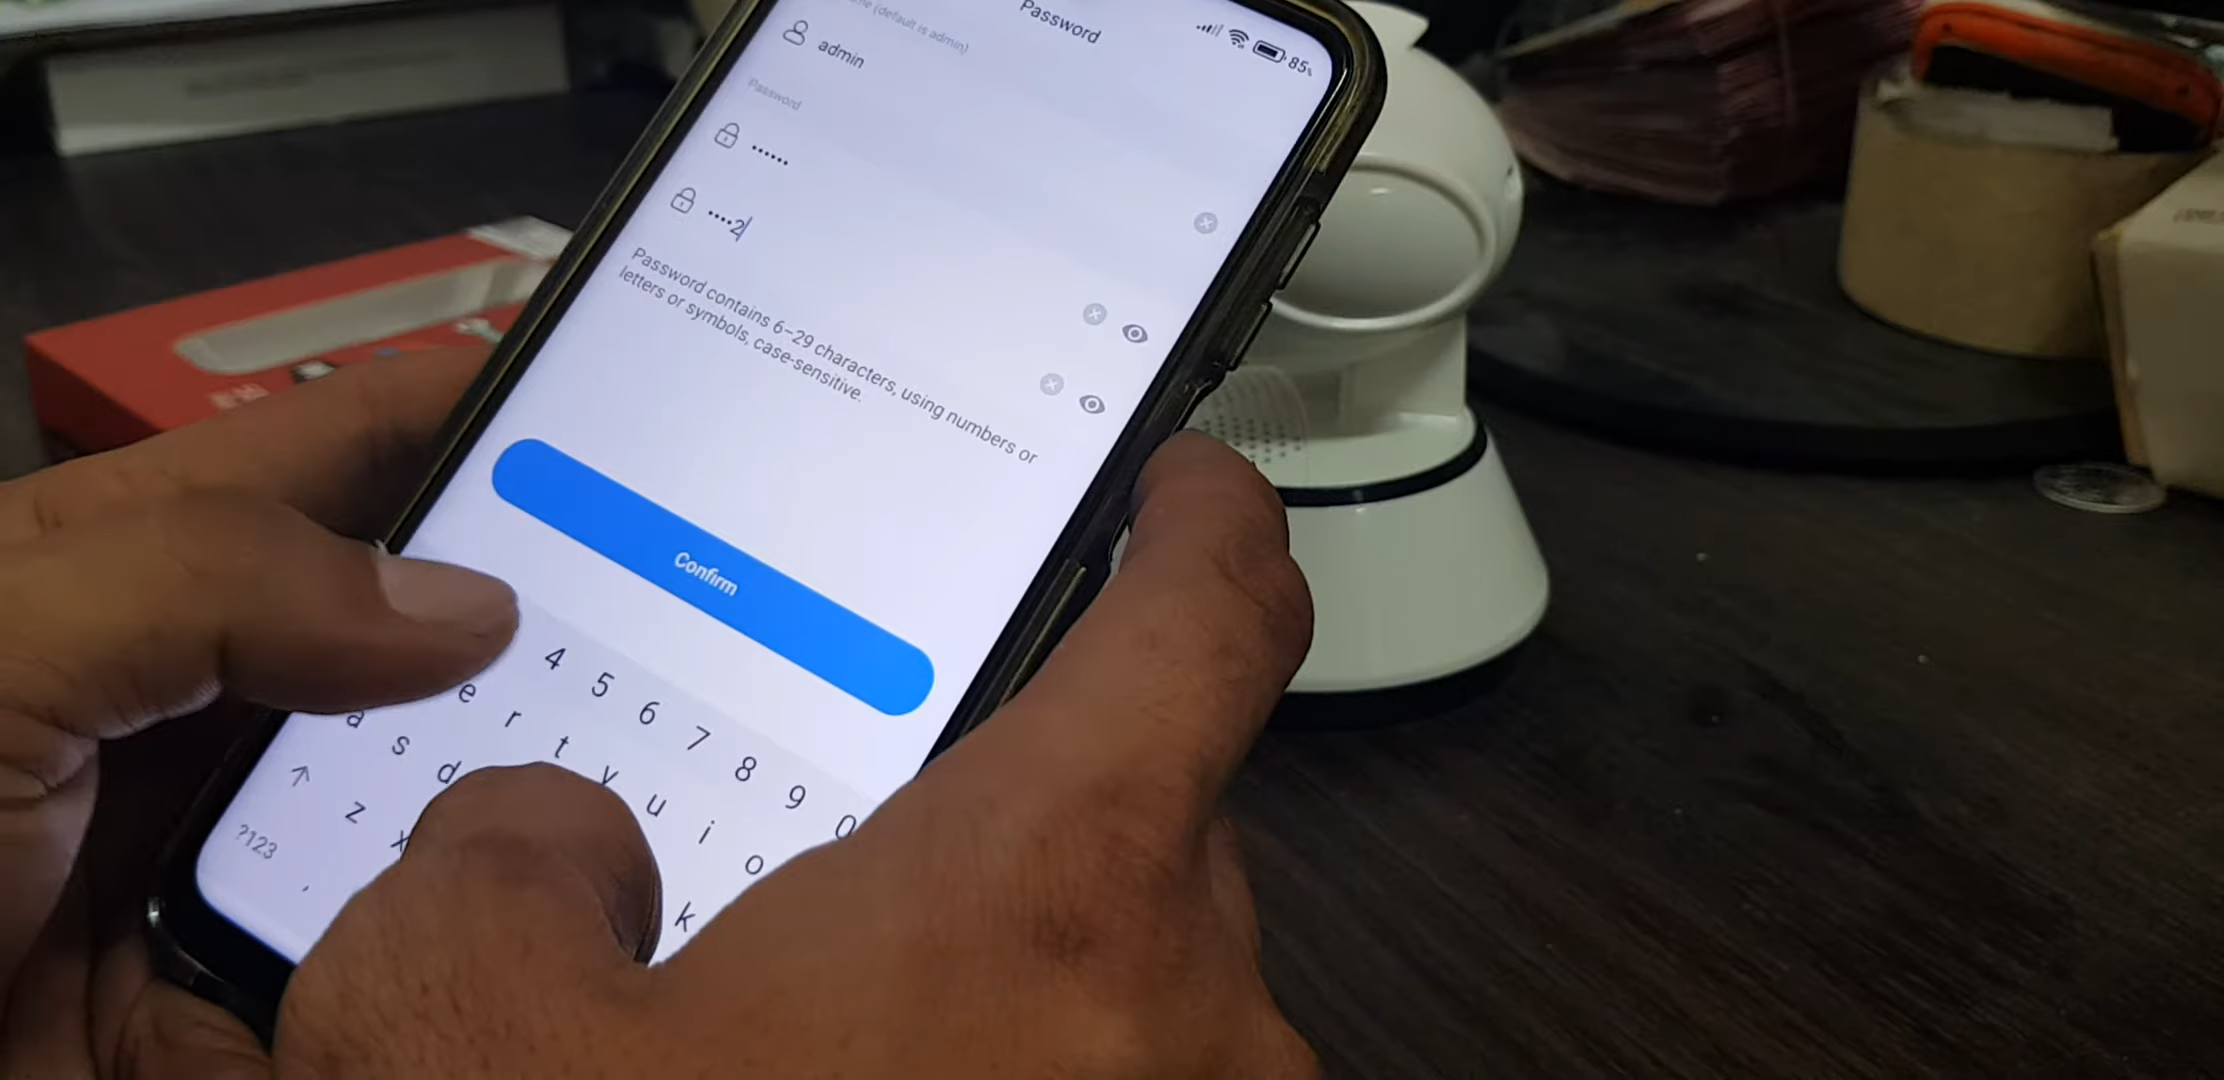 Password
85%
(default is admin)
admin
Password
••••••
••••2
Password contains 6–29 characters, using numbers or
letters or symbols, case-sensitive.
Confirm
4 5 6 7 8 9 0
e r t y u i o
a s d k
z x
?123 ,